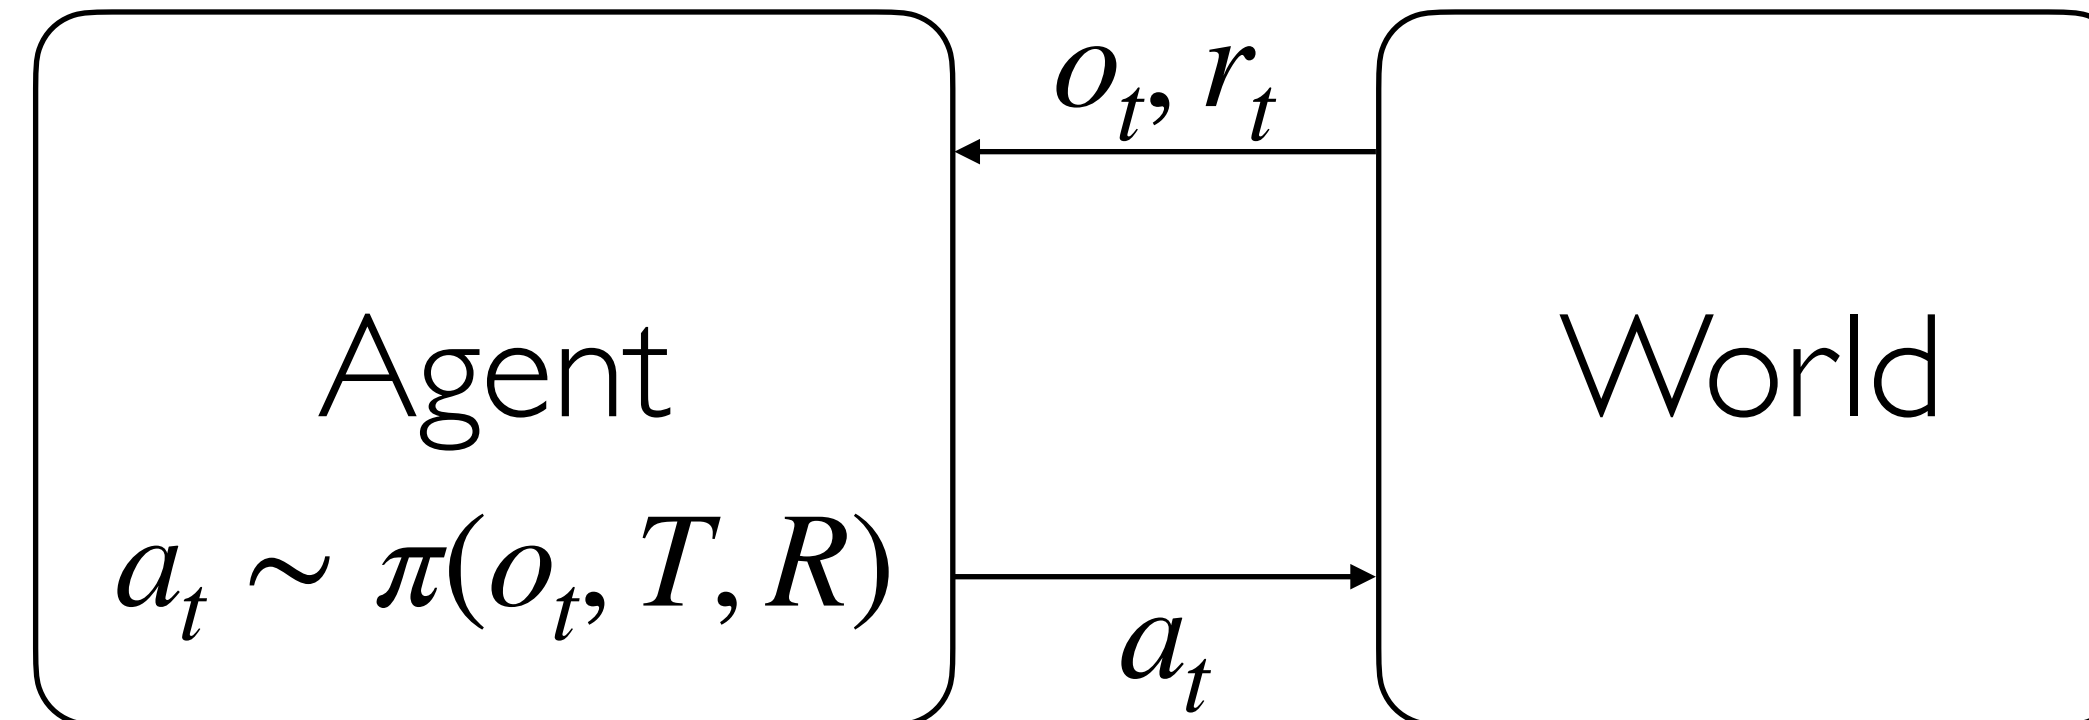 o_t, r_t
Agent
World
a_t ~ π(o_t, T, R)
a_t